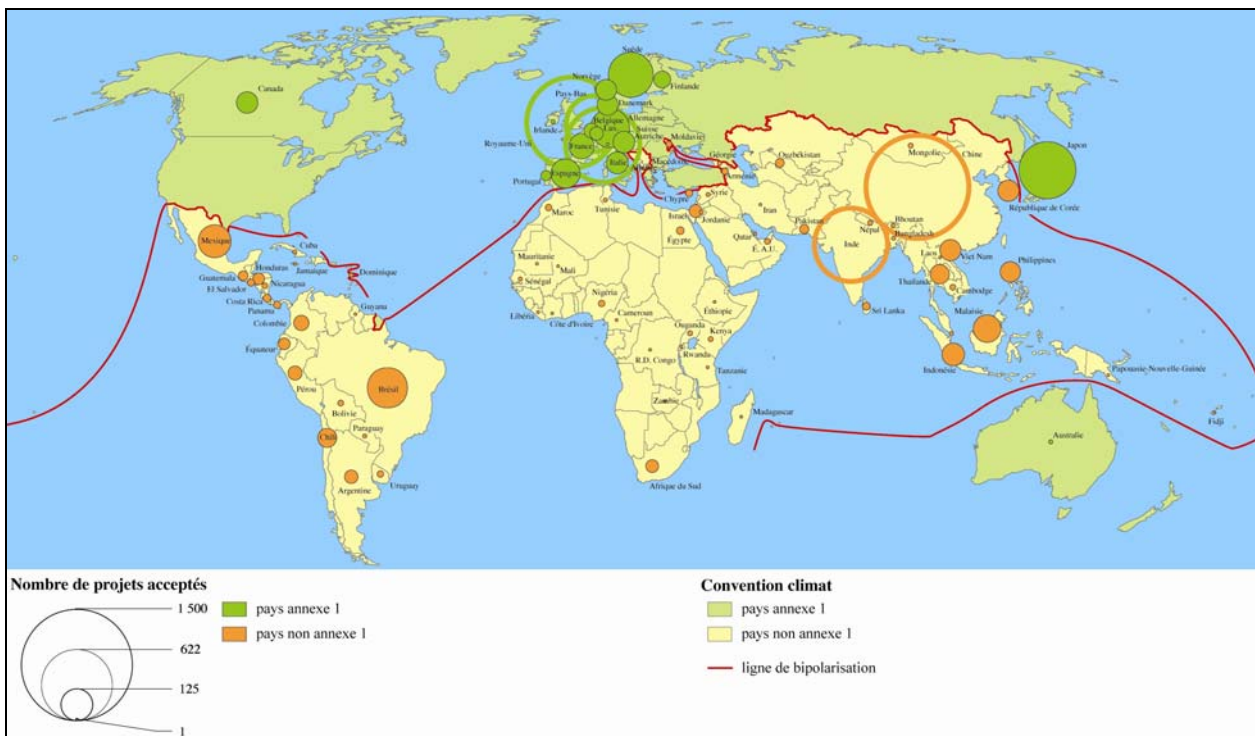 Suède
Norvège
Finlande
Canada
Pays-Bas
Danemark
Irlande
Belgique
Allemagne
Lux.
Suisse
Moldavie
Royaume-Uni
Autriche
France
Mongolie
Chine
Japon
Ouzbékistan
Géorgie
Italie
Macédoine
Arménie
Portugal
Espagne
Chypre
Syrie
République de Corée
Maroc
Tunisie
Israël
Jordanie
Iran
Pakistan
Népal
Bhoutan
Bangladesh
Mexique
Cuba
Égypte
Qatar
É.A.U.
Inde
Laos
Viet Nam
Honduras
Jamaïque
Dominique
Mauritanie
Mali
Philippines
Guatemala
Nicaragua
El Salvador
Sénégal
Thaïlande
Cambodge
Costa Rica
Panama
Guyana
Nigéria
Éthiopie
Sri Lanka
Colombie
Libéria
Côte d'Ivoire
Cameroun
Malaisie
Équateur
Ouganda
Kenya
R.D. Congo
Rwanda
Indonésie
Papouasie-Nouvelle-Guinée
Pérou
Brésil
Tanzanie
Bolivie
Zambie
Madagascar
Fidji
Paraguay
Chili
Australie
Argentine
Uruguay
Afrique du Sud
Nombre de projets acceptés
1 500
622
125
1
pays annexe 1
pays non annexe 1
Convention climat
pays annexe 1
pays non annexe 1
ligne de bipolarisation